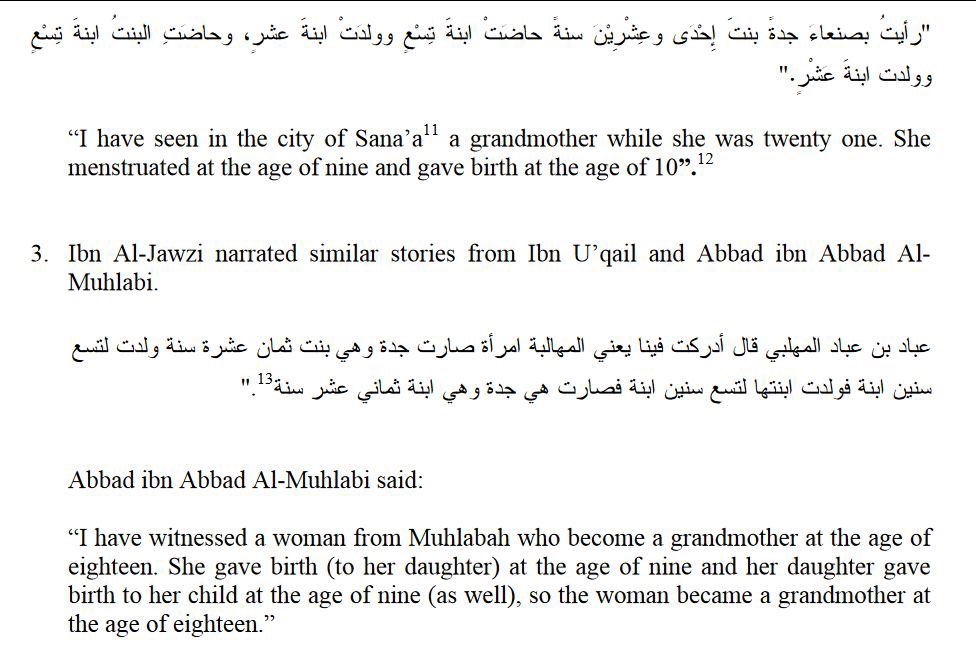 "رأيتُ بصنعاءَ جدةً بنتَ إحْدَى وعِشْرِيْنَ سنةً حاضَتْ ابنةَ تِسْعٍ وولدَتْ ابنةَ عشرٍ، وحاضَتِ البنتُ ابنةَ تِسْعٍ
وولدت ابنةَ عَشْرٍ."
“I have seen in the city of Sana’a11 a grandmother while she was twenty one. She
menstruated at the age of nine and gave birth at the age of 10”.12
3. Ibn Al-Jawzi narrated similar stories from Ibn U’qail and Abbad ibn Abbad Al-
Muhlabi.
عباد بن عباد المهلبي قال أدركت فينا يعني المهالبة امرأة صارت جدة وهي بنت ثمان عشرة سنة ولدت لتسع
سنين ابنة فولدت ابنتها لتسع سنين ابنة فصارت هي جدة وهي ابنة ثماني عشر سنة13."
Abbad ibn Abbad Al-Muhlabi said:
“I have witnessed a woman from Muhlabah who become a grandmother at the age of
eighteen. She gave birth (to her daughter) at the age of nine and her daughter gave
birth to her child at the age of nine (as well), so the woman became a grandmother at
the age of eighteen.”